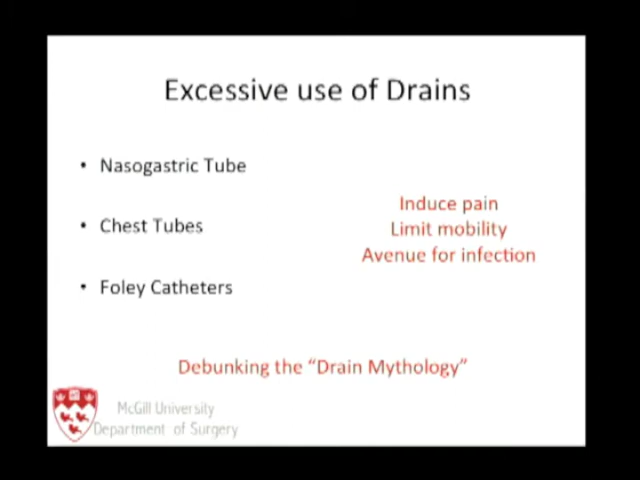 Excessive use of Drains
• Nasogastric Tube
• Chest Tubes
• Foley Catheters
Induce pain
Limit mobility
Avenue for infection
Debunking the “Drain Mythology”
McGill University
Department of Surgery